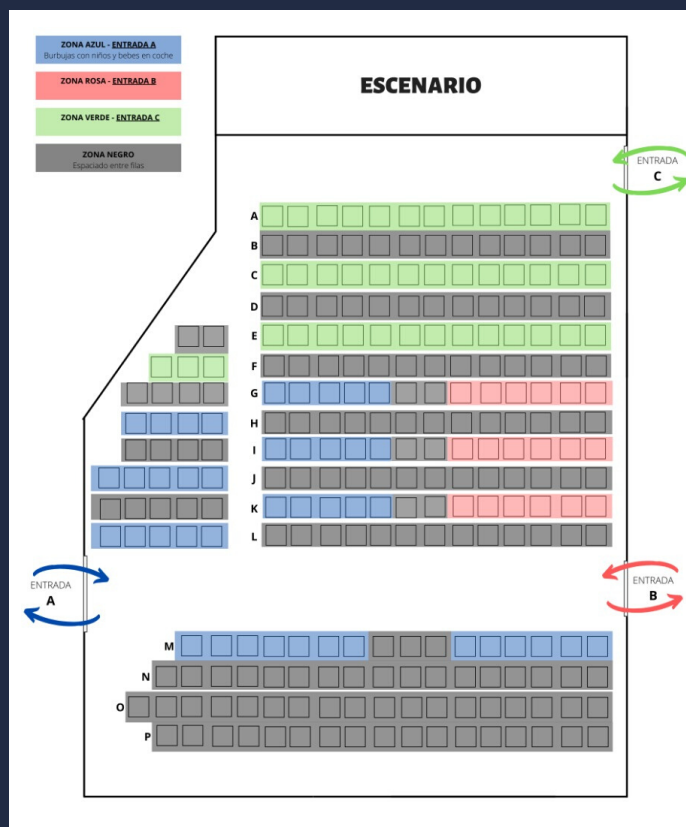 ZONA AZUL - ENTRADA A
Burbujas con niños y bebes en coche
ZONA ROSA - ENTRADA B
ZONA VERDE - ENTRADA C
ZONA NEGRO
Espaciado entre filas
ESCENARIO
ENTRADA
C
A
B
C
D
E
F
G
H
I
J
K
L
ENTRADA
A
ENTRADA
B
M
N
O
P